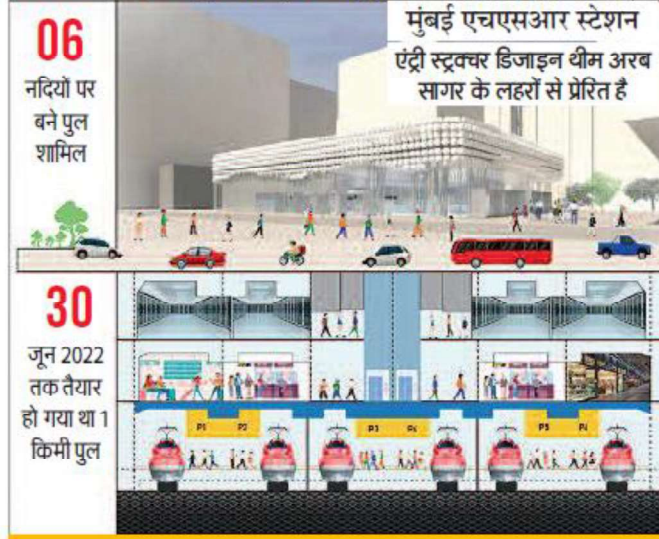 06
नदियों पर
बने पुल
शामिल
मुंबई एचएसआर स्टेशन
एंट्री स्ट्रक्चर डिजाइन थीम अरब
सागर के लहरों से प्रेरित है
30
जून 2022
तक तैयार
हो गया था 1
किमी पुल
P1 P2 P3 P4 P5